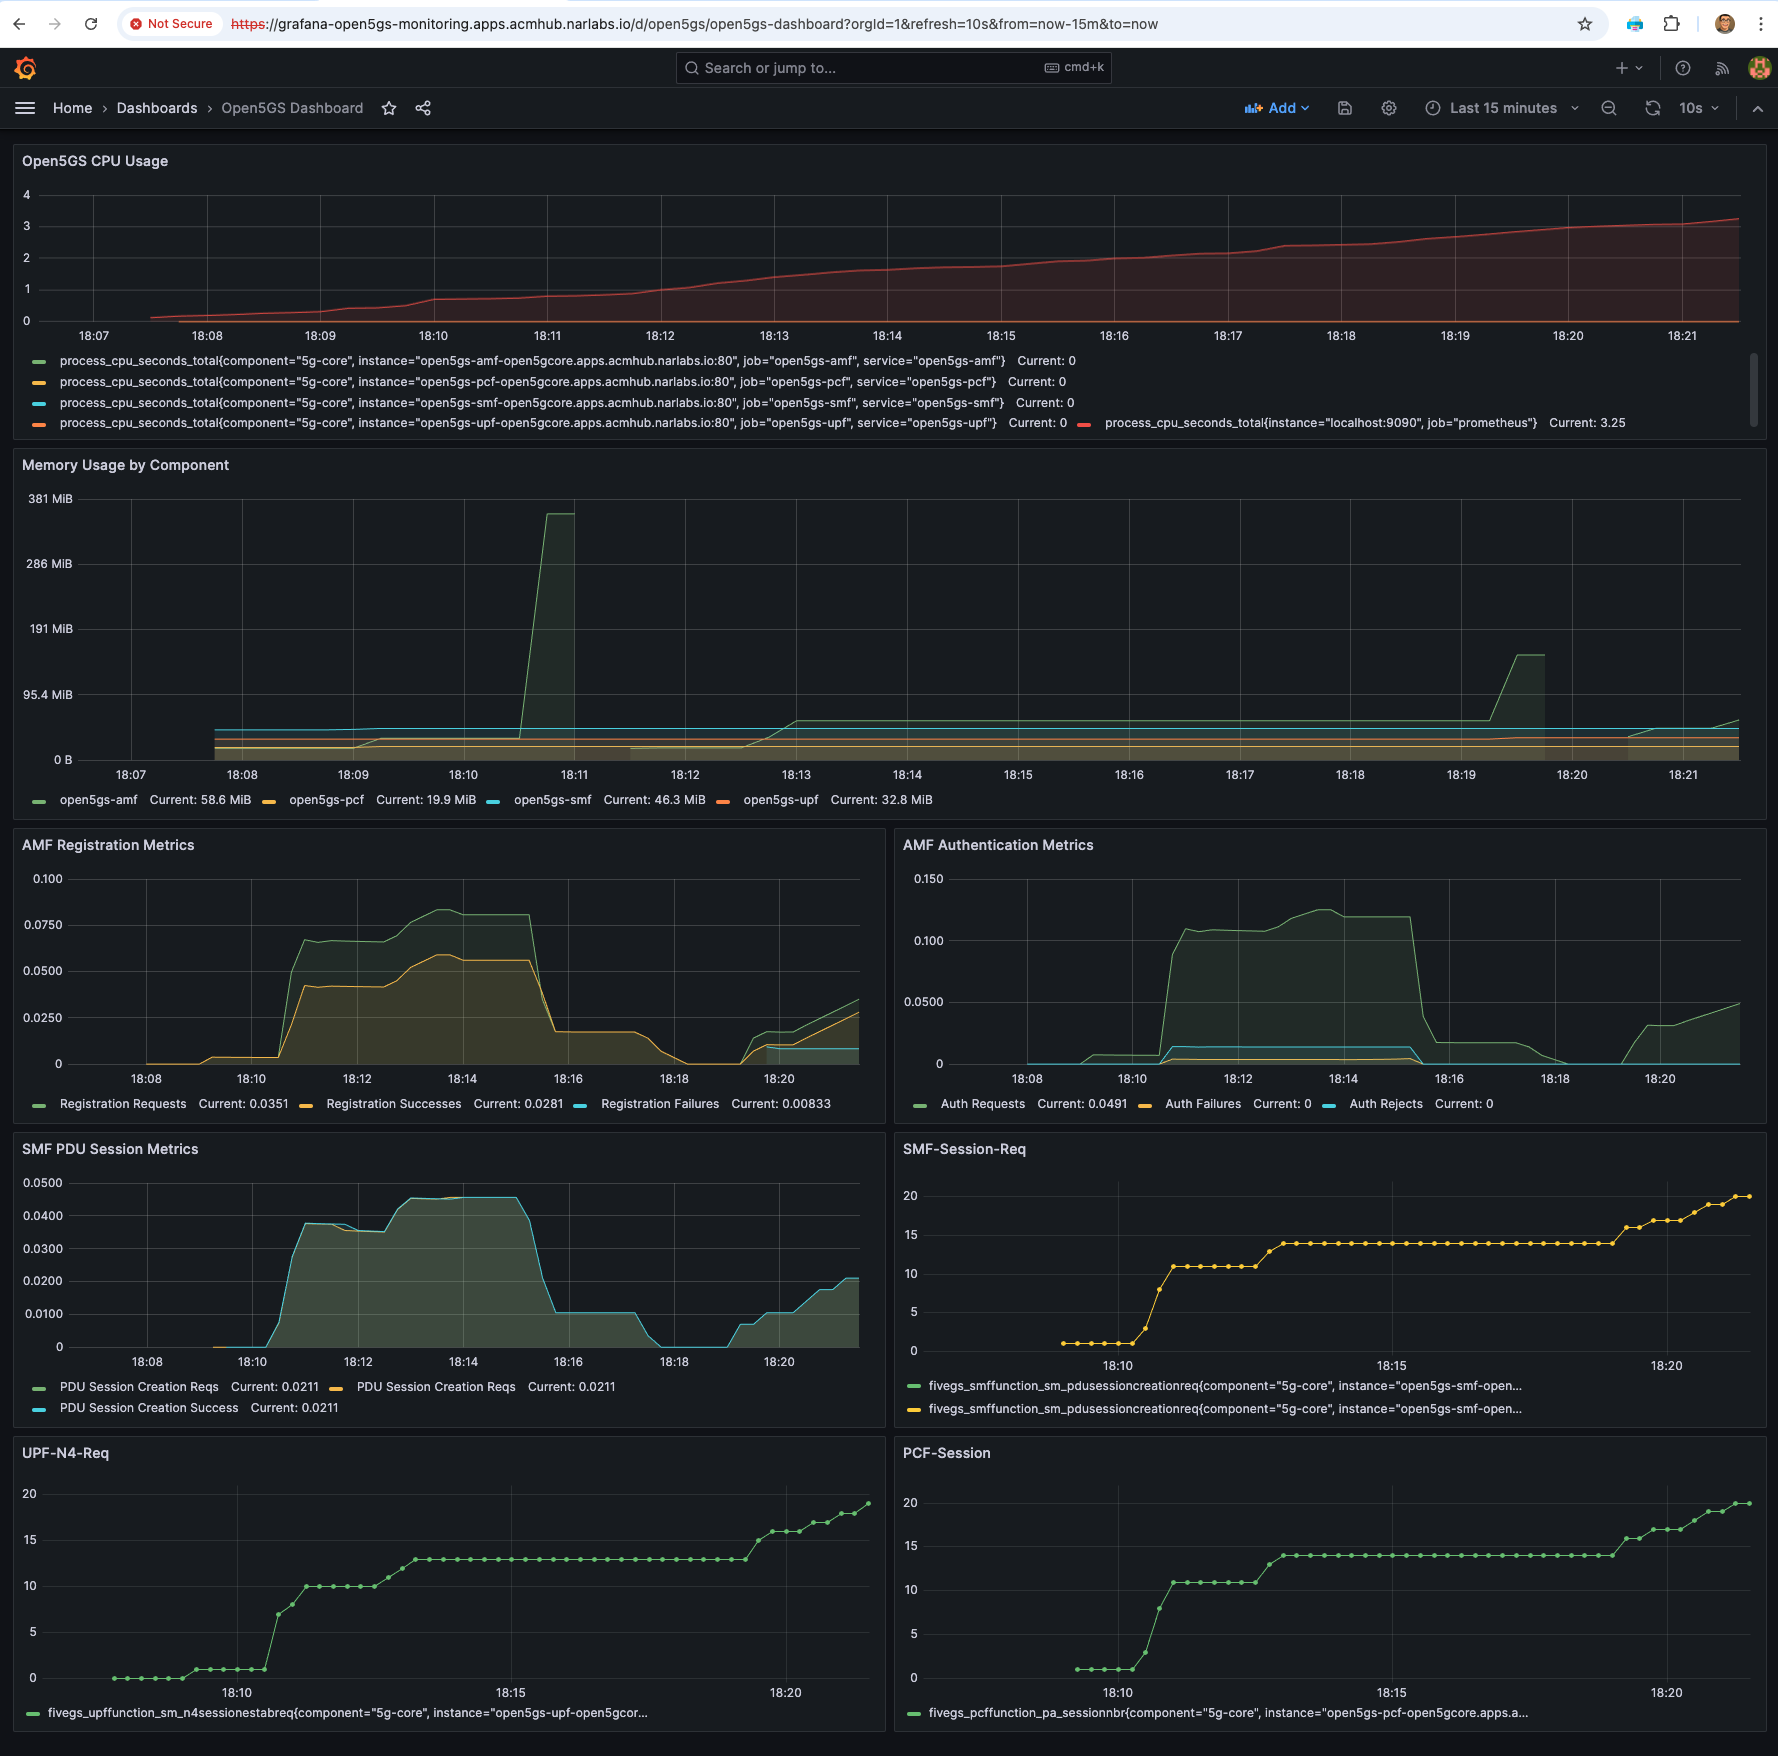 Not Secure https://grafana-open5gs-monitoring.apps.acmhub.narlabs.io/d/open5gs/open5gs-dashboard?orgId=1&refresh=10s&from=now-15m&to=now
Search or jump to... cmd+k
Home > Dashboards > Open5GS Dashboard Add Last 15 minutes 10s
Open5GS CPU Usage
4
3
2
1
0
18:07 18:08 18:09 18:10 18:11 18:12 18:13 18:14 18:15 18:16 18:17 18:18 18:19 18:20 18:21
process_cpu_seconds_total{component="5g-core", instance="open5gs-amf-open5gcore.apps.acmhub.narlabs.io:80", job="open5gs-amf", service="open5gs-amf"} Current: 0
process_cpu_seconds_total{component="5g-core", instance="open5gs-pcf-open5gcore.apps.acmhub.narlabs.io:80", job="open5gs-pcf", service="open5gs-pcf"} Current: 0
process_cpu_seconds_total{component="5g-core", instance="open5gs-smf-open5gcore.apps.acmhub.narlabs.io:80", job="open5gs-smf", service="open5gs-smf"} Current: 0
process_cpu_seconds_total{component="5g-core", instance="open5gs-upf-open5gcore.apps.acmhub.narlabs.io:80", job="open5gs-upf", service="open5gs-upf"} Current: 0 process_cpu_seconds_total{instance="localhost:9090", job="prometheus"} Current: 3.25
Memory Usage by Component
381 MiB
286 MiB
191 MiB
95.4 MiB
0 B
18:07 18:08 18:09 18:10 18:11 18:12 18:13 18:14 18:15 18:16 18:17 18:18 18:19 18:20 18:21
open5gs-amf Current: 58.6 MiB open5gs-pcf Current: 19.9 MiB open5gs-smf Current: 46.3 MiB open5gs-upf Current: 32.8 MiB
AMF Registration Metrics
0.100
0.0750
0.0500
0.0250
0
18:08 18:10 18:12 18:14 18:16 18:18 18:20
Registration Requests Current: 0.0351 Registration Successes Current: 0.0281 Registration Failures Current: 0.00833
AMF Authentication Metrics
0.150
0.100
0.0500
0
18:08 18:10 18:12 18:14 18:16 18:18 18:20
Auth Requests Current: 0.0491 Auth Failures Current: 0 Auth Rejects Current: 0
SMF PDU Session Metrics
0.0500
0.0400
0.0300
0.0200
0.0100
0
18:08 18:10 18:12 18:14 18:16 18:18 18:20
PDU Session Creation Reqs Current: 0.0211 PDU Session Creation Reqs Current: 0.0211
PDU Session Creation Success Current: 0.0211
SMF-Session-Req
20
15
10
5
0
18:10 18:15 18:20
fivegs_smffunction_sm_pdusessioncreationreq{component="5g-core", instance="open5gs-smf-open...
fivegs_smffunction_sm_pdusessioncreationreq{component="5g-core", instance="open5gs-smf-open...
UPF-N4-Req
20
15
10
5
0
18:10 18:15 18:20
fivegs_upffunction_sm_n4sessionestabreq{component="5g-core", instance="open5gs-upf-open5gcor...
PCF-Session
20
15
10
5
0
18:10 18:15 18:20
fivegs_pcffunction_pa_sessionnbr{component="5g-core", instance="open5gs-pcf-open5gcore.apps.a...